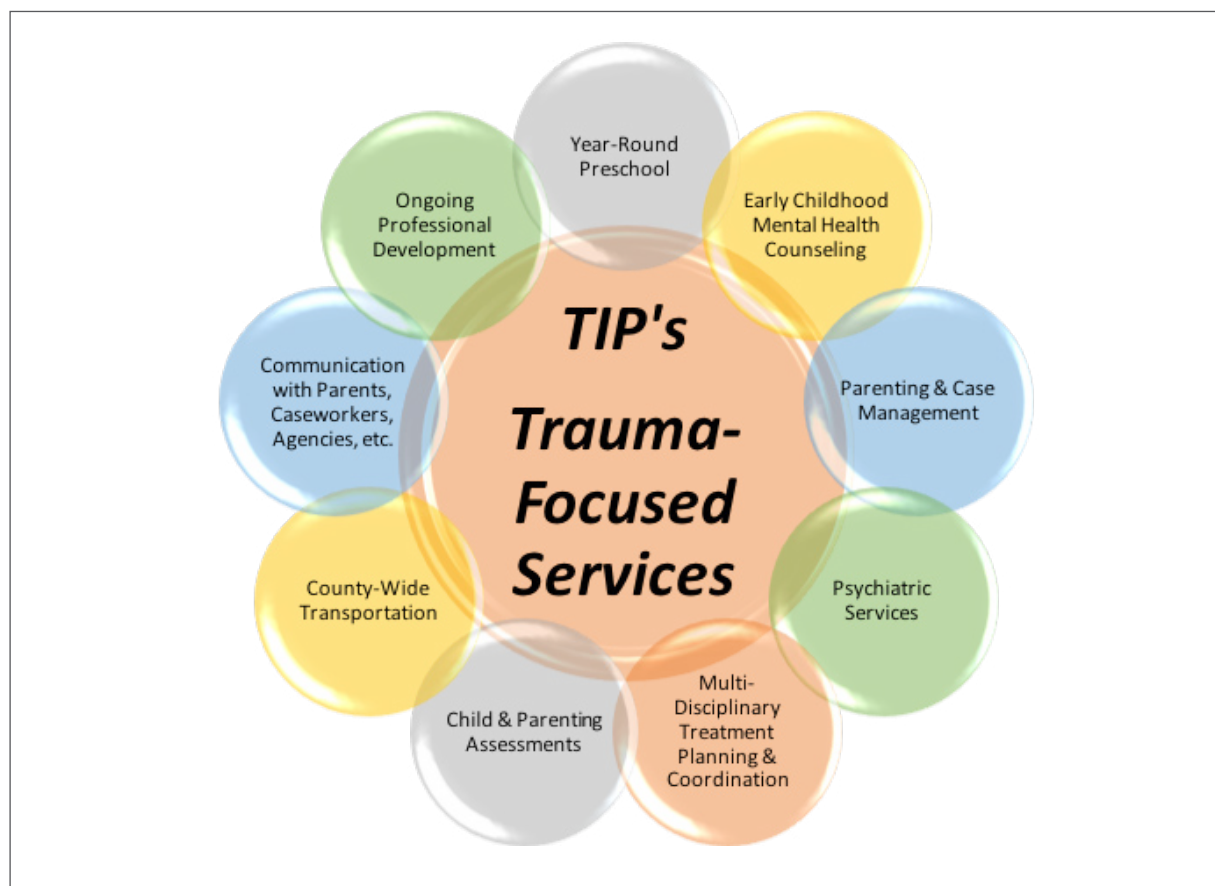 Year-Round
Preschool
Early Childhood
Mental Health
Counseling
Parenting & Case
Management
Psychiatric
Services
Multi-
Disciplinary
Treatment
Planning &
Coordination
Child & Parenting
Assessments
County-Wide
Transportation
Communication
with Parents,
Caseworkers,
Agencies, etc.
Ongoing
Professional
Development
TIP's
Trauma-
Focused
Services